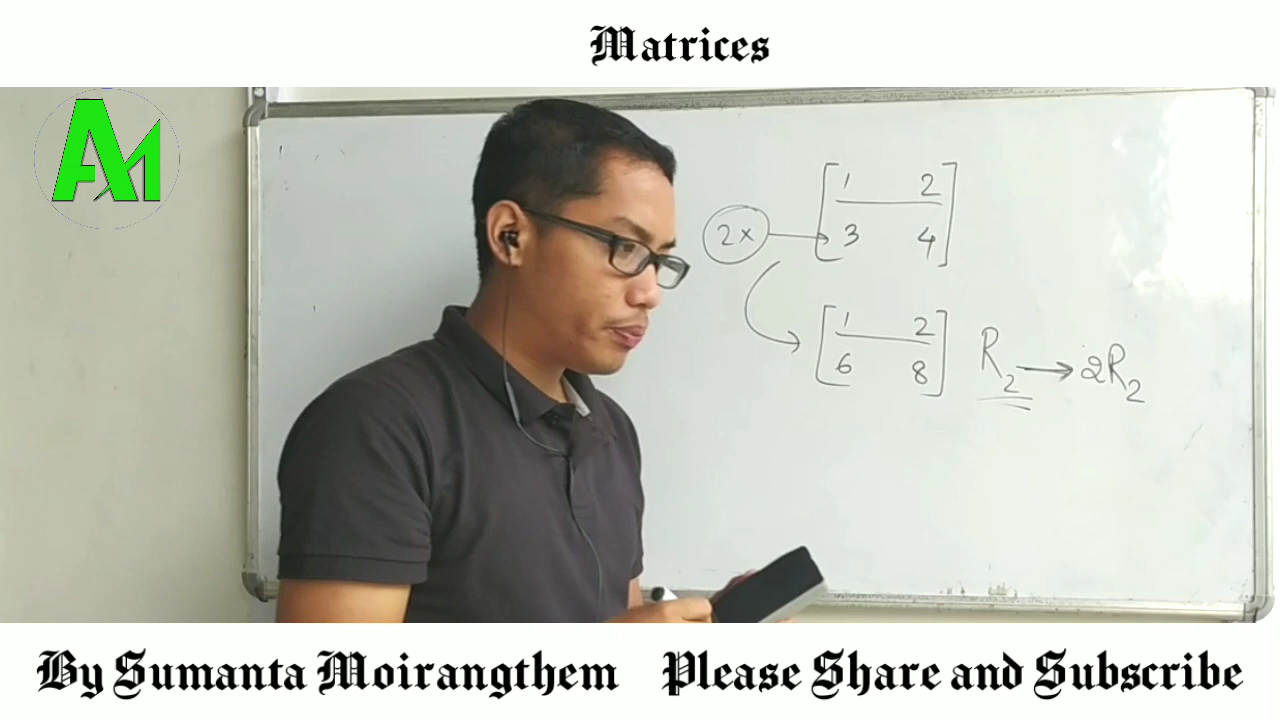 Matrices
AM
1 2
2x 3 4
1 2
6 8 R₂ → 2R₂
By Sumanta Moirangthem Please Share and Subscribe